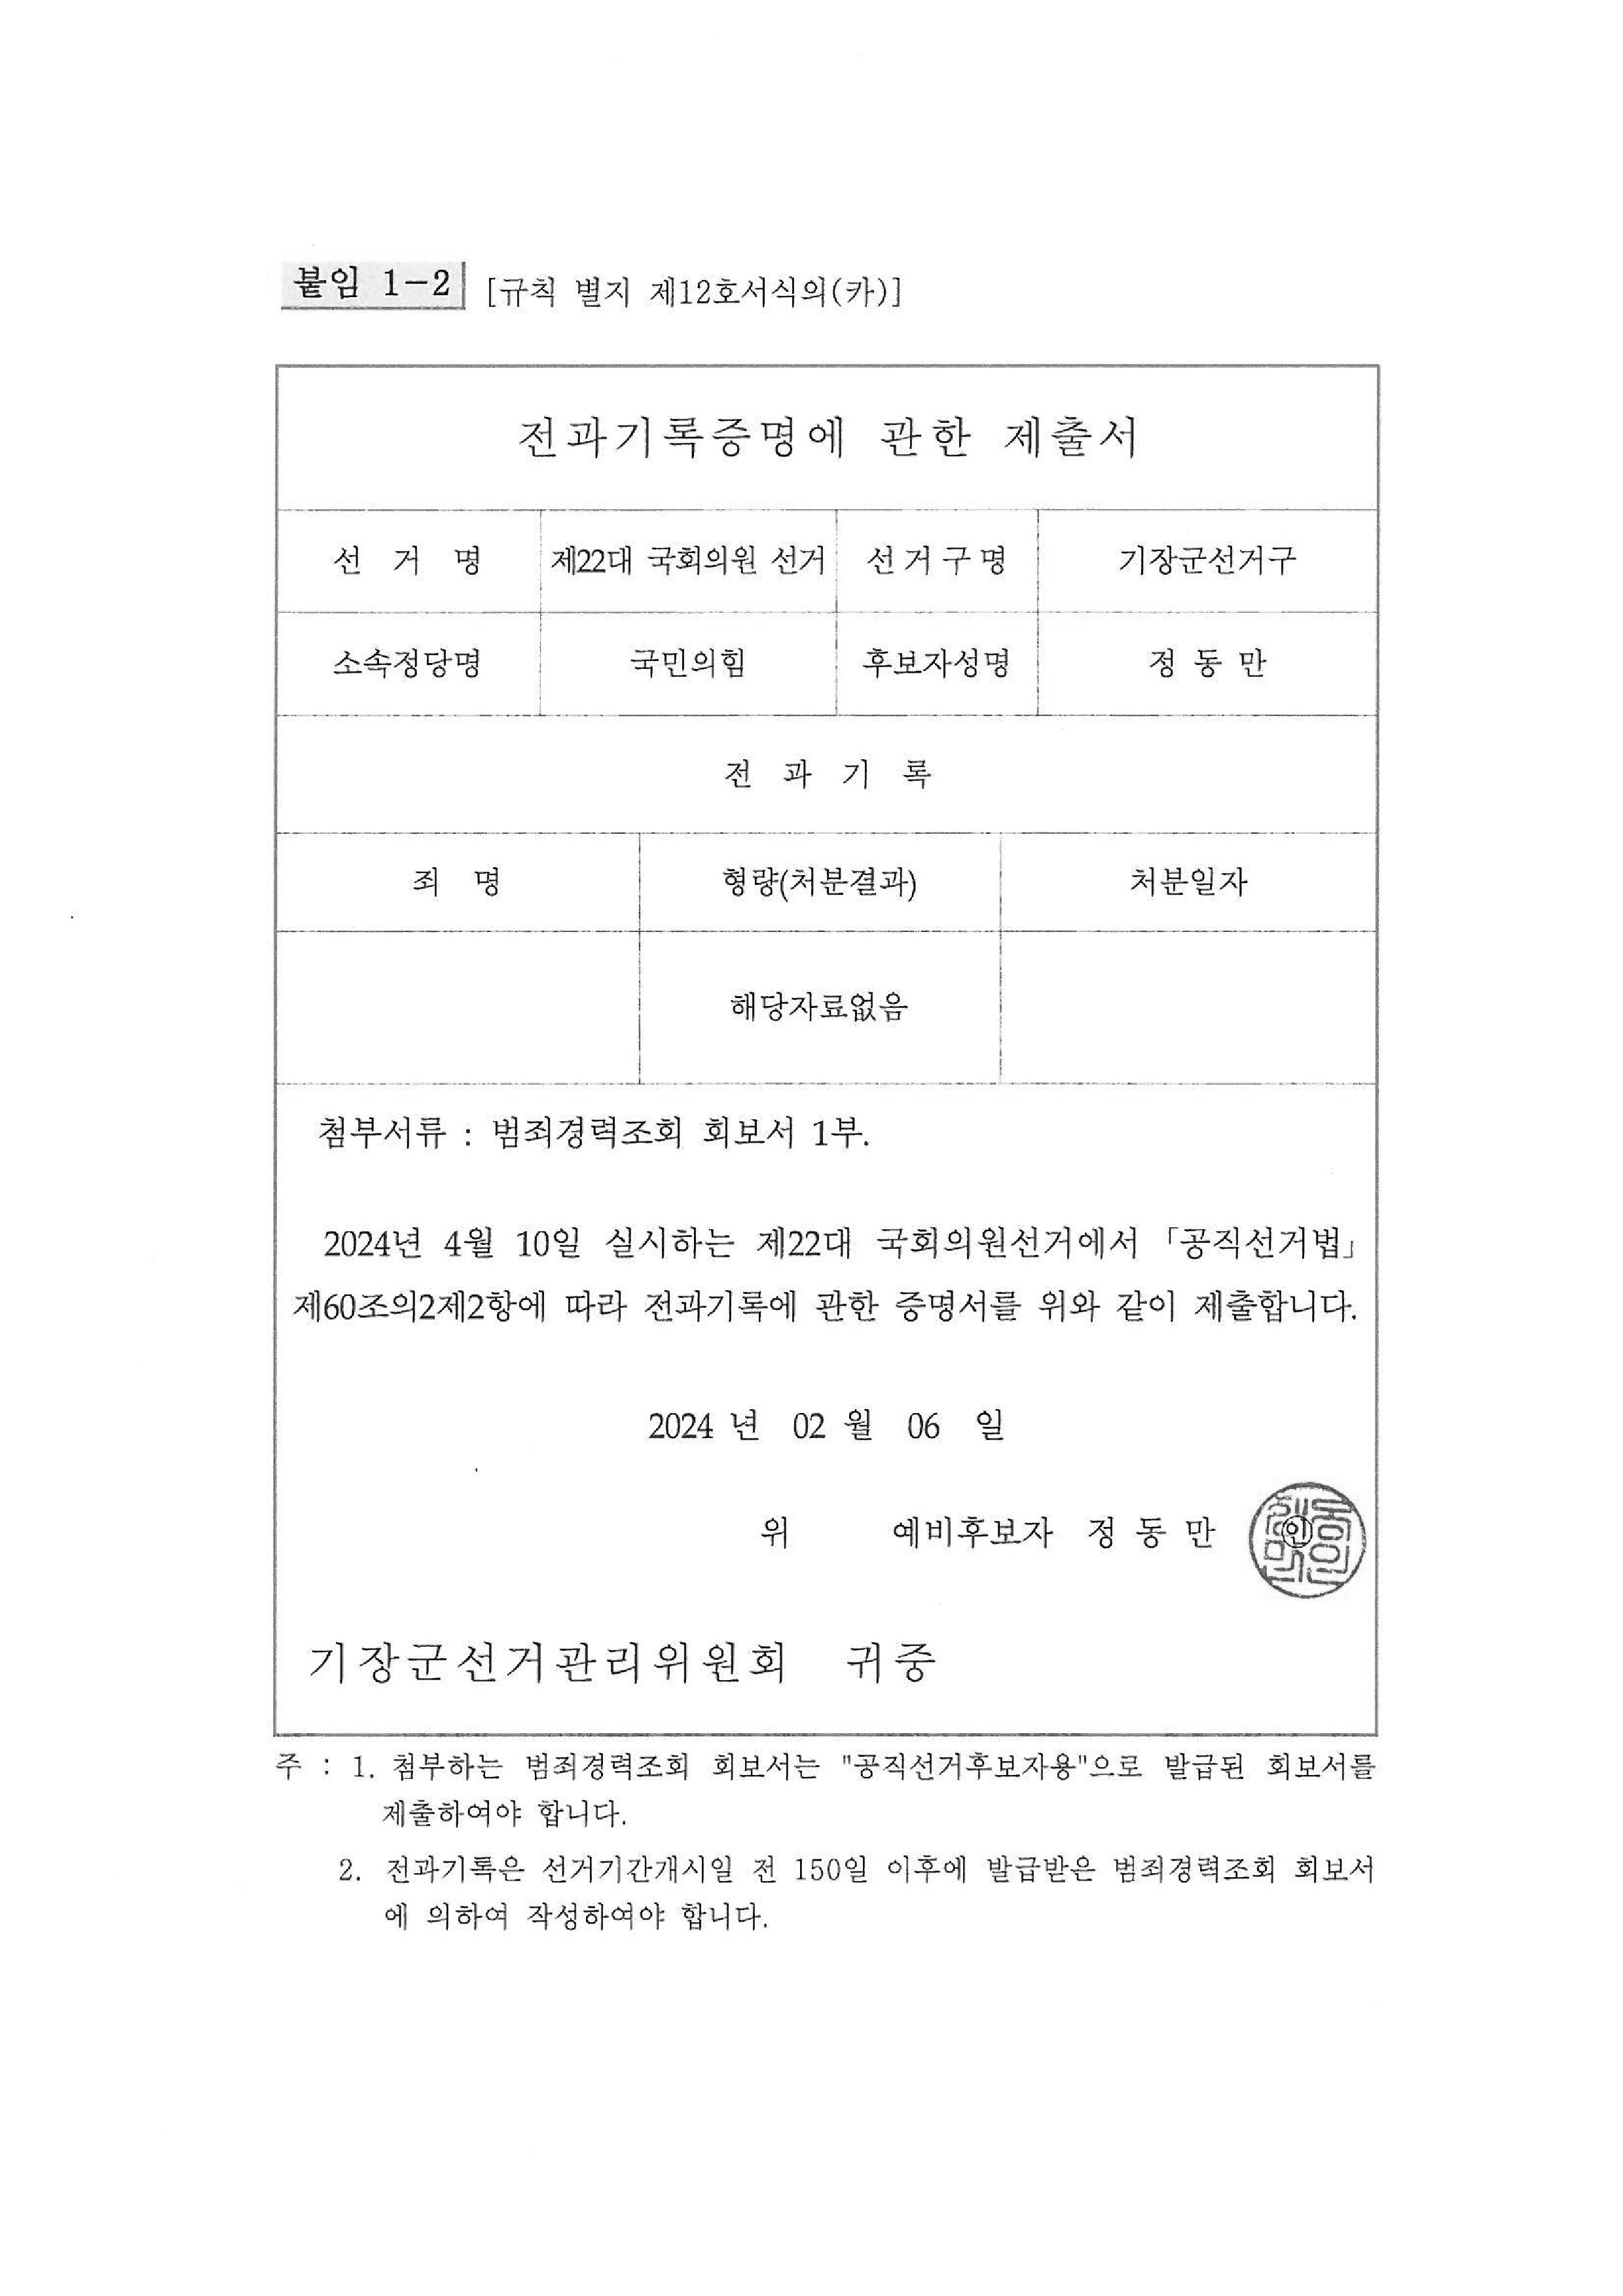 붙임 1-2 [규칙 별지 제12호서식의(카)]
전과기록증명에 관한 제출서
선 거 명 제22대 국회의원 선거 선거구명 기장군선거구
소속정당명 국민의힘 후보자성명 정 동 만
전 과 기 록
죄 명 형량(처분결과) 처분일자
해당자료없음
첨부서류 : 범죄경력조회 회보서 1부.
2024년 4월 10일 실시하는 제22대 국회의원선거에서 「공직선거법」
제60조의2제2항에 따라 전과기록에 관한 증명서를 위와 같이 제출합니다.
2024 년 02 월 06 일
위 예비후보자 정 동 만 ㊞
기장군선거관리위원회 귀중
주 : 1. 첨부하는 범죄경력조회 회보서는 "공직선거후보자용"으로 발급된 회보서를
제출하여야 합니다.
2. 전과기록은 선거기간개시일 전 150일 이후에 발급받은 범죄경력조회 회보서
에 의하여 작성하여야 합니다.